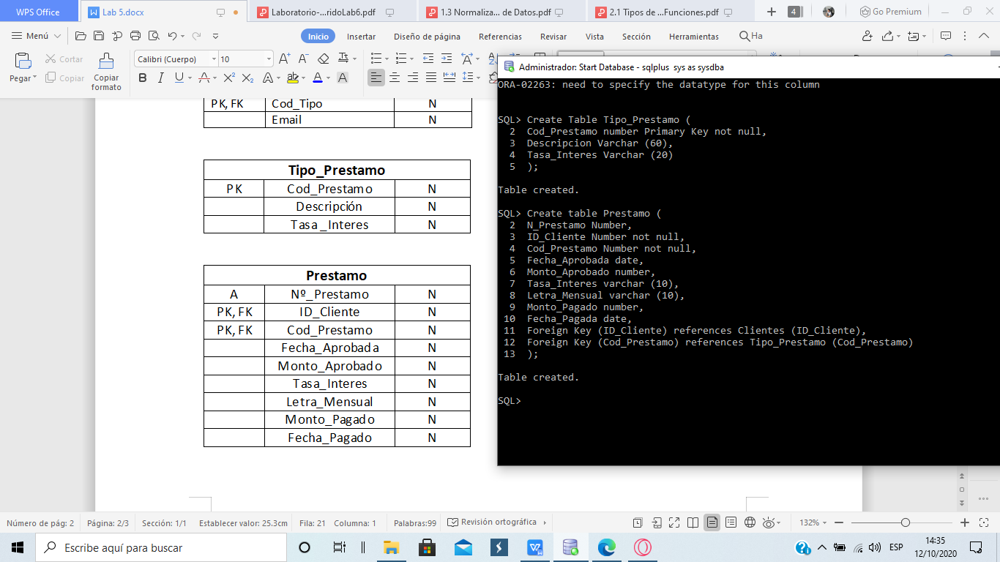 WPS Office
Lab 5.docx
Laboratorio-...ridoLab6.pdf
1.3 Normaliza... de Datos.pdf
2.1 Tipos de ...Funciones.pdf
4
Go Premium
Menú
Inicio
Insertar
Diseño de página
Referencias
Revisar
Vista
Sección
Herramientas
Ha
Pegar
Cortar
Copiar
Copiar formato
Calibri (Cuerpo)
10
Administrador: Start Database - sqlplus sys as sysdba
PK, FK Cod_Tipo N
Email N
Tipo_Prestamo
PK Cod_Prestamo N
Descripción N
Tasa _Interes N
Prestamo
A Nº_Prestamo N
PK, FK ID_Cliente N
PK, FK Cod_Prestamo N
Fecha_Aprobada N
Monto_Aprobado N
Tasa_Interes N
Letra_Mensual N
Monto_Pagado N
Fecha_Pagado N
ORA-02263: need to specify the datatype for this column
SQL> Create Table Tipo_Prestamo (
2 Cod_Prestamo number Primary Key not null,
3 Descripcion Varchar (60),
4 Tasa_Interes Varchar (20)
5 );
Table created.
SQL> Create table Prestamo (
2 N_Prestamo Number,
3 ID_Cliente Number not null,
4 Cod_Prestamo Number not null,
5 Fecha_Aprobada date,
6 Monto_Aprobado number,
7 Tasa_Interes varchar (10),
8 Letra_Mensual varchar (10),
9 Monto_Pagado number,
10 Fecha_Pagada date,
11 Foreign Key (ID_Cliente) references Clientes (ID_Cliente),
12 Foreign Key (Cod_Prestamo) references Tipo_Prestamo (Cod_Prestamo)
13 );
Table created.
SQL>
Número de pág: 2
Página: 2/3
Sección: 1/1
Establecer valor: 25.3cm
Fila: 21
Columna: 1
Palabras:99
Revisión ortográfica
132%
Escribe aquí para buscar
ESP
14:35
12/10/2020